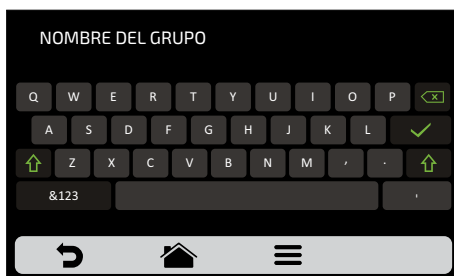 NOMBRE DEL GRUPO
Q W E R T Y U I O P
A S D F G H J K L
Z X C V B N M , .
&123 ,